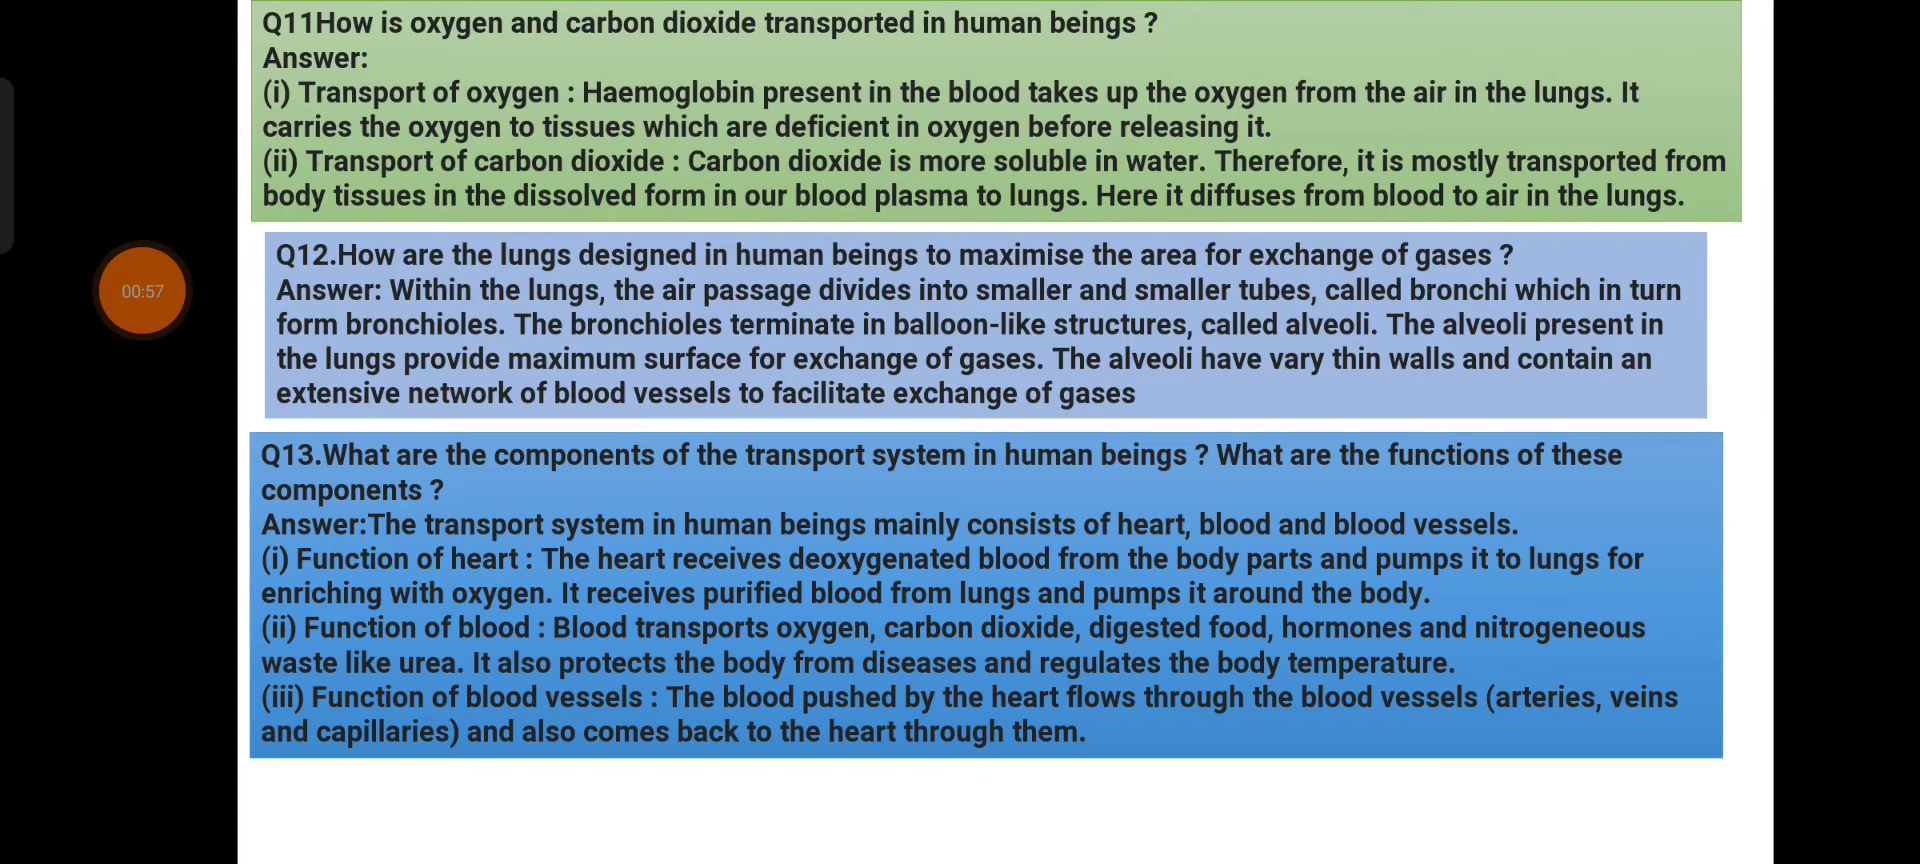 Q11How is oxygen and carbon dioxide transported in human beings ?
Answer:
(i) Transport of oxygen : Haemoglobin present in the blood takes up the oxygen from the air in the lungs. It
carries the oxygen to tissues which are deficient in oxygen before releasing it.
(ii) Transport of carbon dioxide : Carbon dioxide is more soluble in water. Therefore, it is mostly transported from
body tissues in the dissolved form in our blood plasma to lungs. Here it diffuses from blood to air in the lungs.
Q12.How are the lungs designed in human beings to maximise the area for exchange of gases ?
Answer: Within the lungs, the air passage divides into smaller and smaller tubes, called bronchi which in turn
form bronchioles. The bronchioles terminate in balloon-like structures, called alveoli. The alveoli present in
the lungs provide maximum surface for exchange of gases. The alveoli have vary thin walls and contain an
extensive network of blood vessels to facilitate exchange of gases
00:57
Q13.What are the components of the transport system in human beings ? What are the functions of these
components ?
Answer:The transport system in human beings mainly consists of heart, blood and blood vessels.
(i) Function of heart : The heart receives deoxygenated blood from the body parts and pumps it to lungs for
enriching with oxygen. It receives purified blood from lungs and pumps it around the body.
(ii) Function of blood : Blood transports oxygen, carbon dioxide, digested food, hormones and nitrogeneous
waste like urea. It also protects the body from diseases and regulates the body temperature.
(iii) Function of blood vessels : The blood pushed by the heart flows through the blood vessels (arteries, veins
and capillaries) and also comes back to the heart through them.